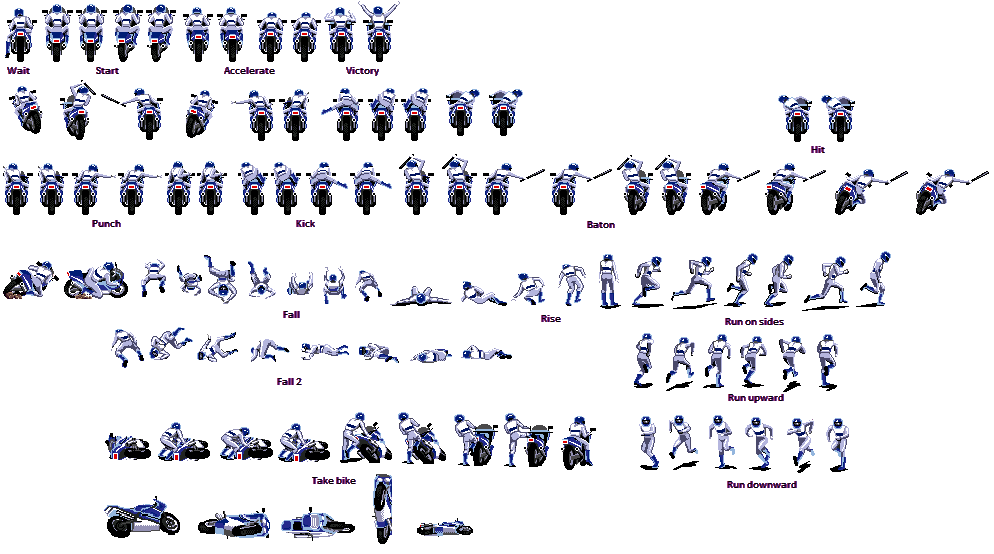 Wait
Start
Accelerate
Victory
Hit
Punch
Kick
Baton
Fall
Rise
Run on sides
Fall 2
Run upward
Take bike
Run downward